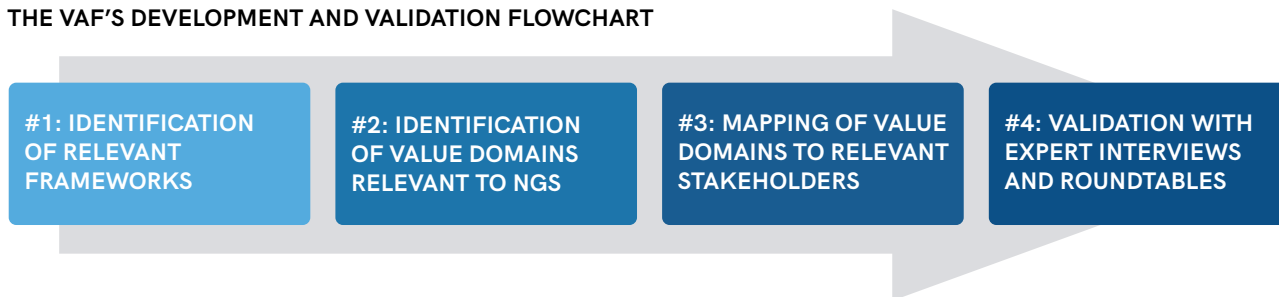 THE VAF'S DEVELOPMENT AND VALIDATION FLOWCHART
#1: IDENTIFICATION
OF RELEVANT
FRAMEWORKS
#2: IDENTIFICATION
OF VALUE DOMAINS
RELEVANT TO NGS
#3: MAPPING OF VALUE
DOMAINS TO RELEVANT
STAKEHOLDERS
#4: VALIDATION WITH
EXPERT INTERVIEWS
AND ROUNDTABLES